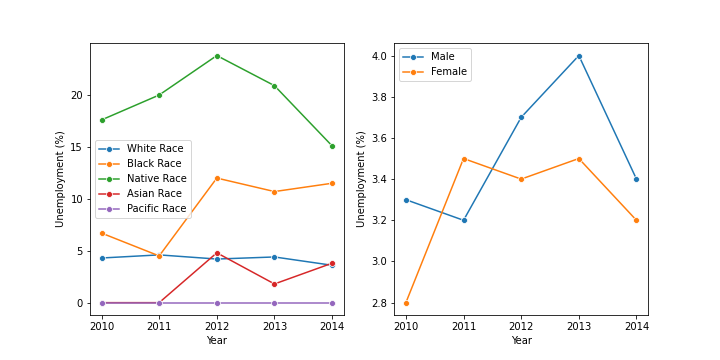 Unemployment (%)
20
15
10
5
0
White Race
Black Race
Native Race
Asian Race
Pacific Race
2010 2011 2012 2013 2014
Year
Unemployment (%)
4.0
3.8
3.6
3.4
3.2
3.0
2.8
Male
Female
2010 2011 2012 2013 2014
Year